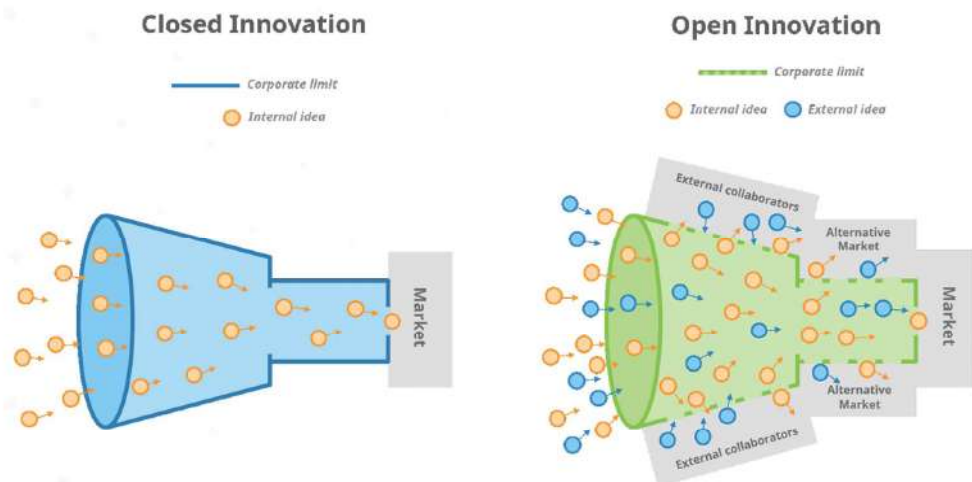 Closed Innovation
Corporate limit
Internal idea
Market
Open Innovation
Corporate limit
Internal idea
External idea
External collaborators
Alternative
Market
Market
Alternative
Market
External collaborators